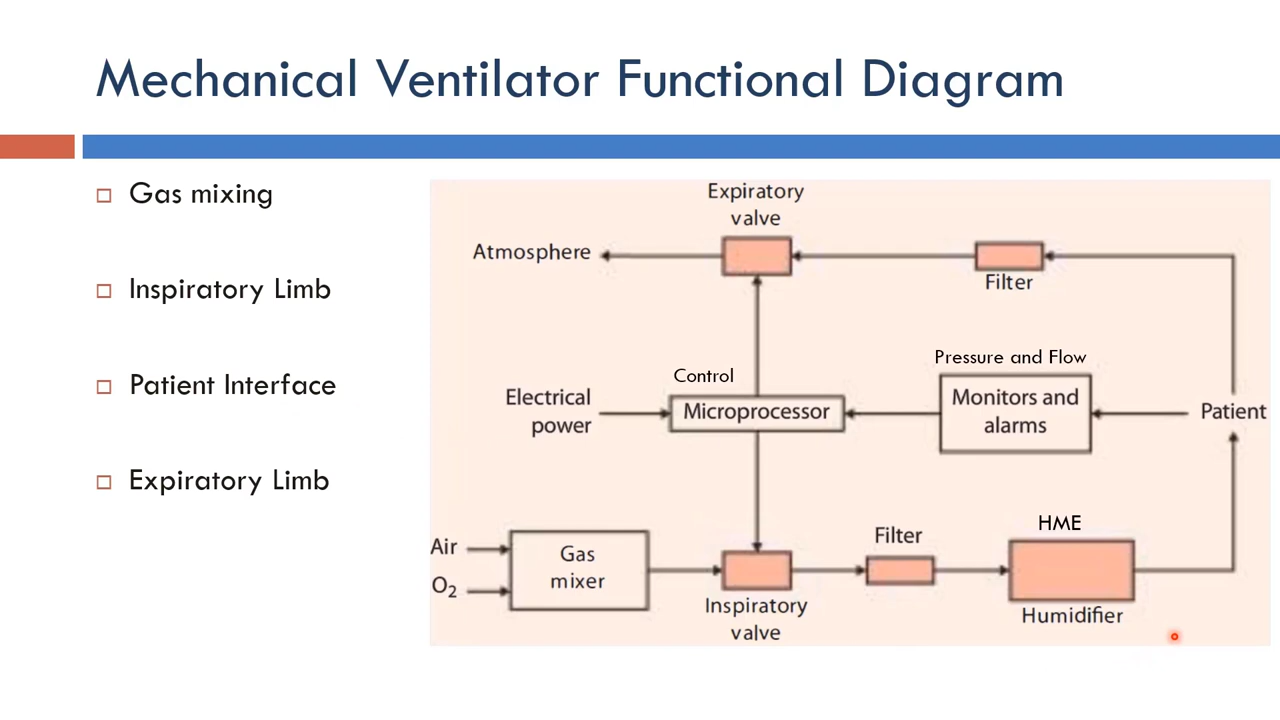 Mechanical Ventilator Functional Diagram
Gas mixing
Inspiratory Limb
Patient Interface
Expiratory Limb
Expiratory
valve
Atmosphere
Filter
Pressure and Flow
Control
Electrical
power
Microprocessor
Monitors and
alarms
Patient
Air
O₂
Gas
mixer
Inspiratory
valve
Filter
HME
Humidifier